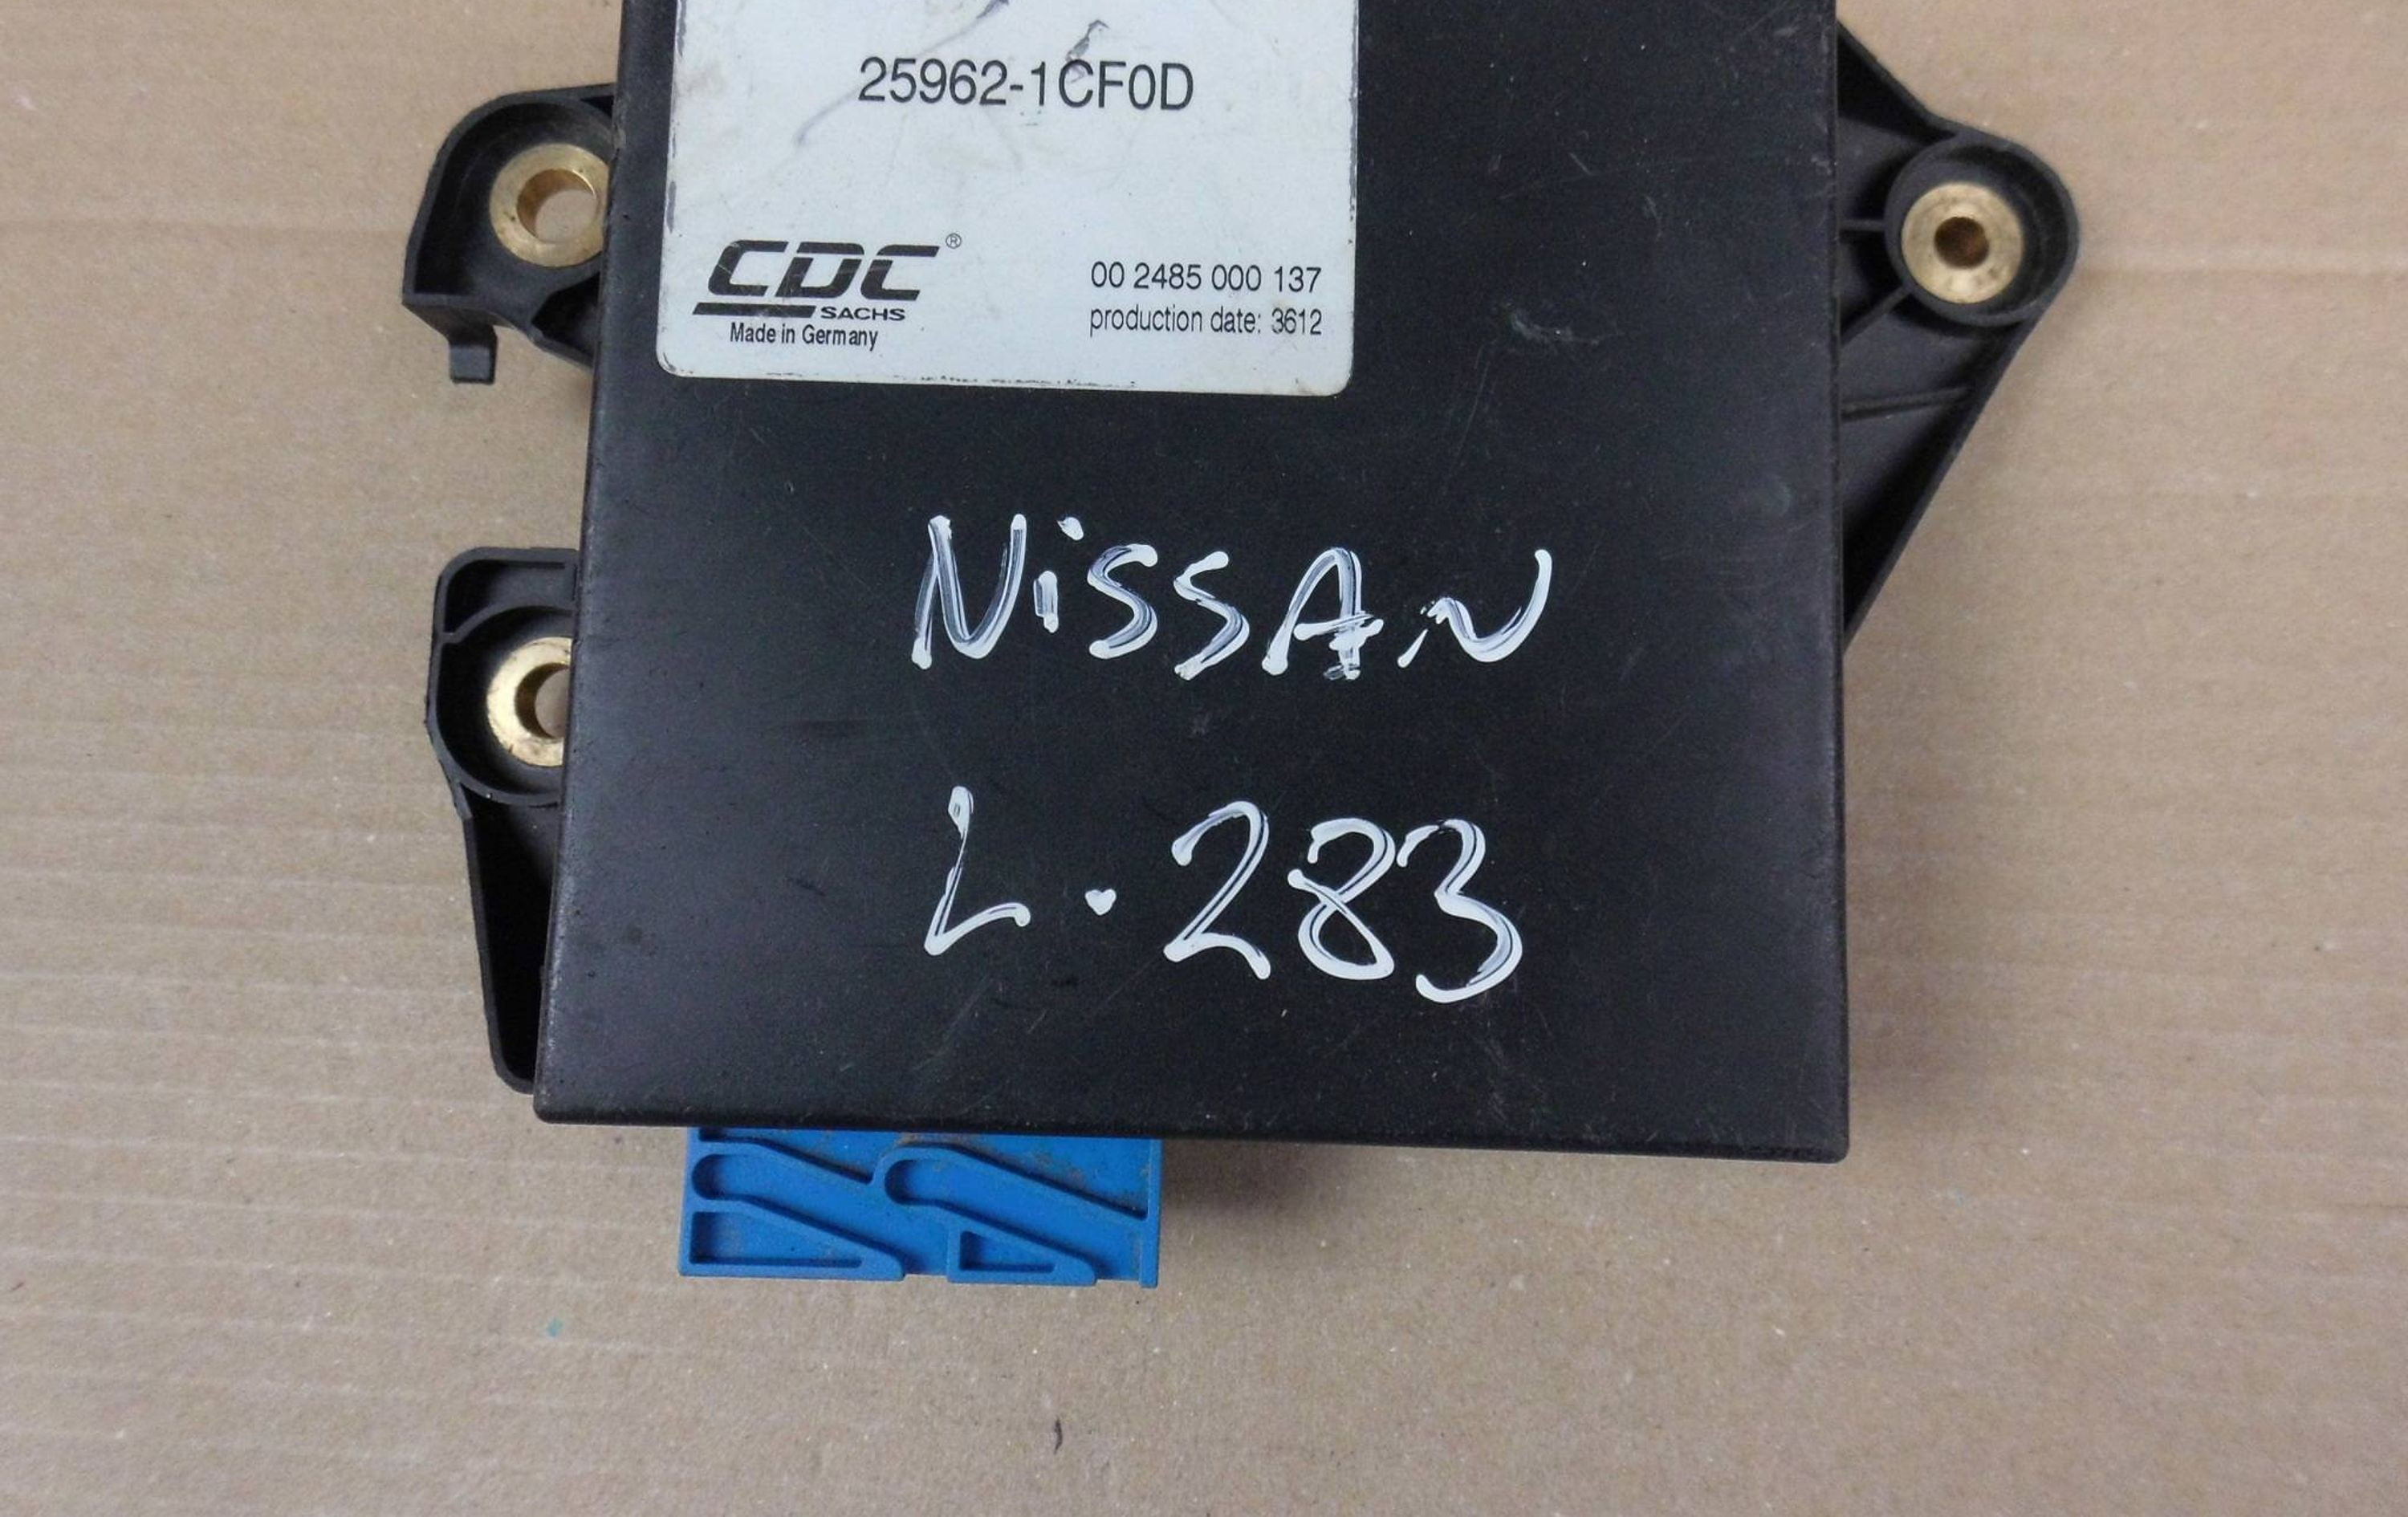 25962-1CF0D
CDC®
SACHS
Made in Germany
00 2485 000 137
production date: 3612
NiSSAN
L.283